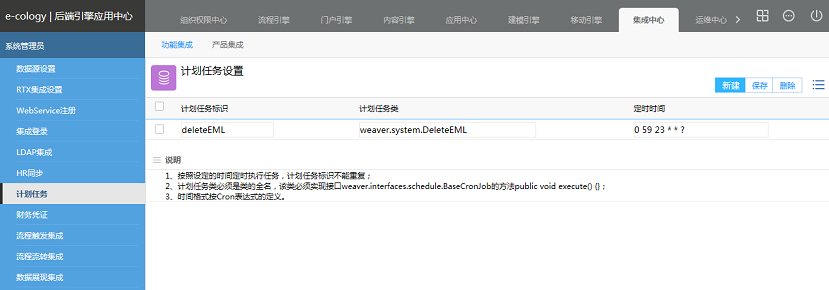 e-cology | 后端引擎应用中心
组织权限中心 流程引擎 门户引擎 内容引擎 应用中心 建模引擎 移动引擎 集成中心 运维中心
系统管理员
功能集成 产品集成
数据源设置
RTX集成设置
WebService注册
集成登录
LDAP集成
HR同步
计划任务
财务凭证
流程触发集成
流程流转集成
数据展现集成
计划任务设置
新建 保存 删除
计划任务标识 计划任务类 定时时间
deleteEML weaver.system.DeleteEML 0 59 23 * * ?
说明
1、按照设定的时间定时执行任务，计划任务标识不能重复；
2、计划任务类必须是类的全名，该类必须实现接口weaver.interfaces.schedule.BaseCronJob的方法public void execute() {}；
3、时间格式按Cron表达式的定义。